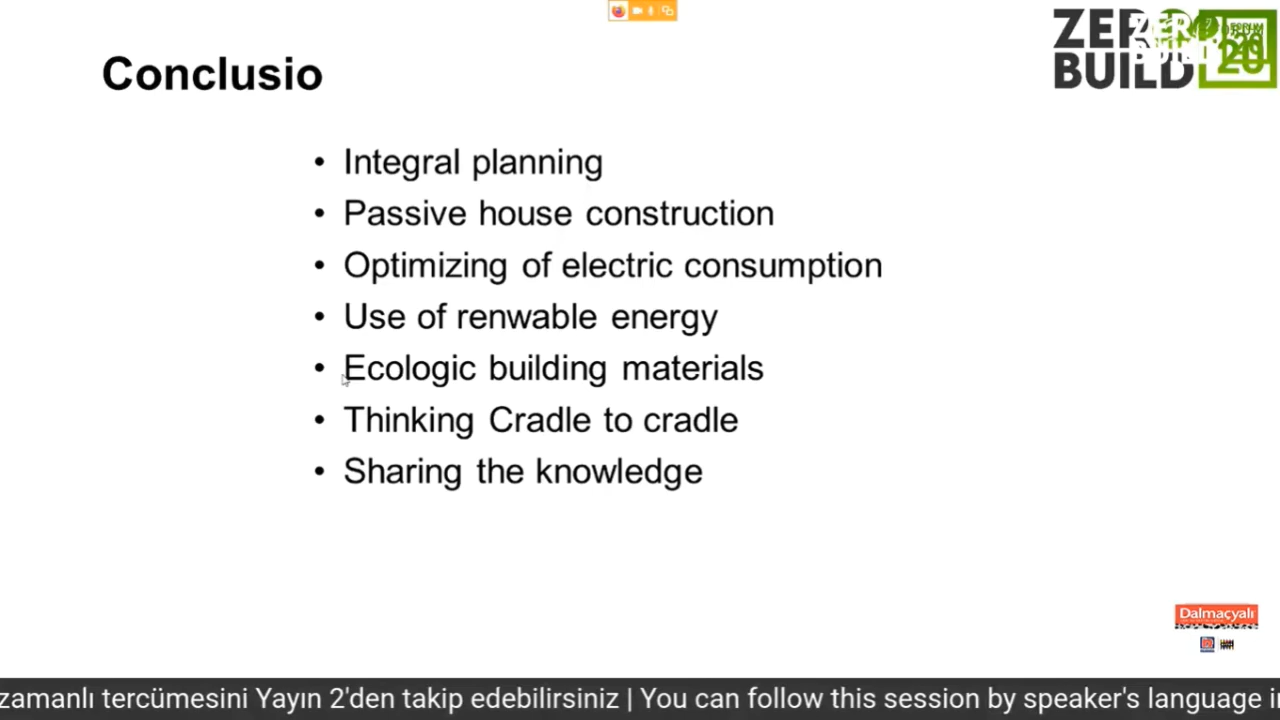 Conclusio
ZERO
BUILD
FORUM
20
• Integral planning
• Passive house construction
• Optimizing of electric consumption
• Use of renwable energy
• Ecologic building materials
• Thinking Cradle to cradle
• Sharing the knowledge
Dalmaçyalı
zamanlı tercümesini Yayın 2'den takip edebilirsiniz | You can follow this session by speaker's language i